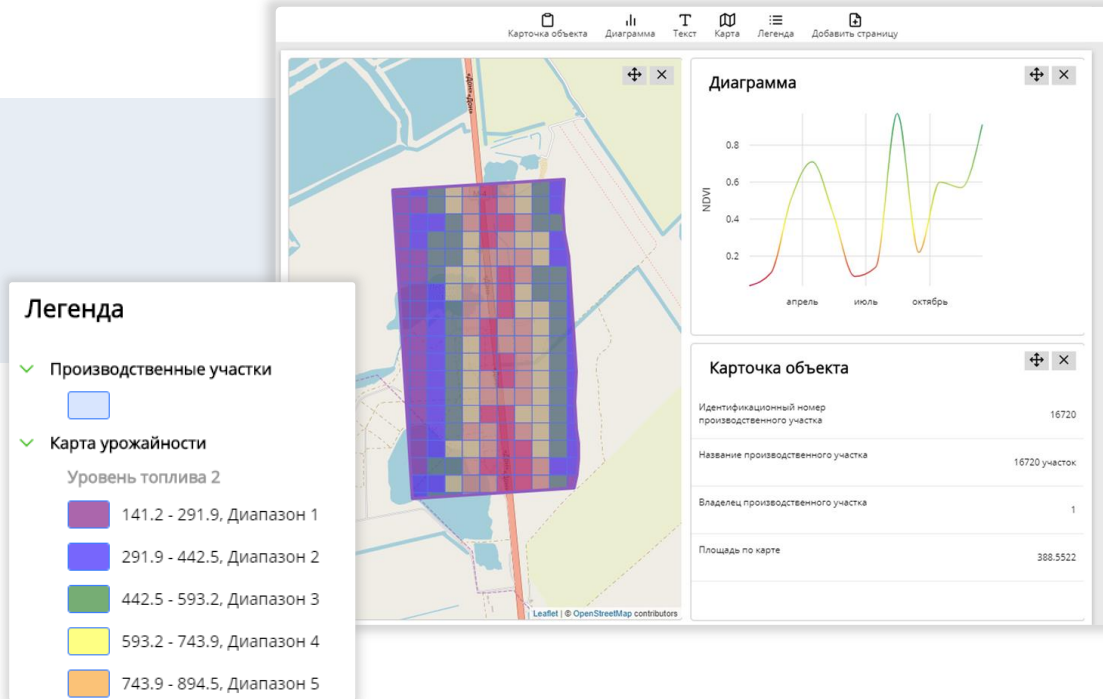 Карточка объекта
Диаграмма
Текст
Карта
Легенда
Добавить страницу
«Дон»
«Дон»
Диаграмма
NDVI
0.8
0.6
0.4
0.2
апрель
июль
октябрь
Карточка объекта
Идентификационный номер
производственного участка
16720
Название производственного участка
16720 участок
Владелец производственного участка
1
Площадь по карте
388.5522
Leaflet | © OpenStreetMap contributors
Легенда
Производственные участки
Карта урожайности
Уровень топлива 2
141.2 - 291.9, Диапазон 1
291.9 - 442.5, Диапазон 2
442.5 - 593.2, Диапазон 3
593.2 - 743.9, Диапазон 4
743.9 - 894.5, Диапазон 5